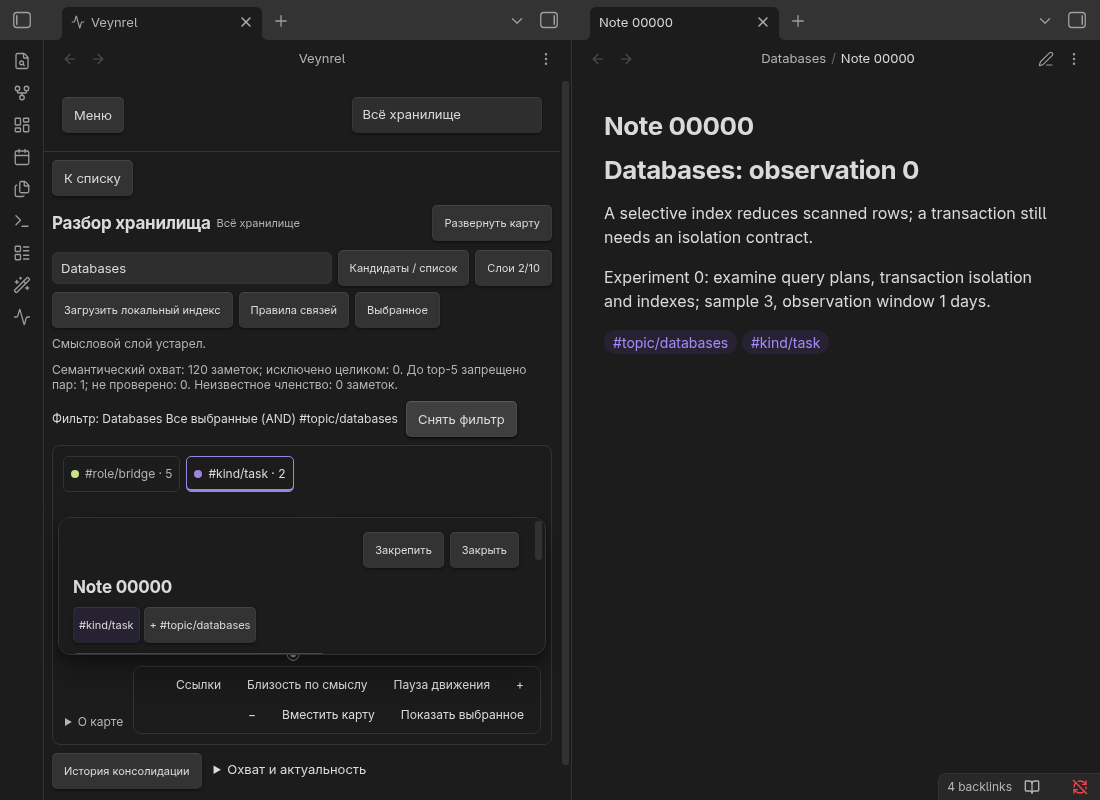 Veynrel
Note 00000
Veynrel
Databases / Note 00000
Меню
Всё хранилище
К списку
Разбор хранилища Всё хранилище
Развернуть карту
Databases
Кандидаты / список
Слои 2/10
Загрузить локальный индекс
Правила связей
Выбранное
Смысловой слой устарел.
Семантический охват: 120 заметок; исключено целиком: 0. До top-5 запрещено
пар: 1; не проверено: 0. Неизвестное членство: 0 заметок.
Фильтр: Databases Все выбранные (AND) #topic/databases
Снять фильтр
#role/bridge · 5
#kind/task · 2
Закрепить
Закрыть
Note 00000
#kind/task
+ #topic/databases
Ссылки
Близость по смыслу
Пауза движения
+
−
Вместить карту
Показать выбранное
О карте
История консолидации
Охват и актуальность
Note 00000
Databases: observation 0
A selective index reduces scanned rows; a transaction still
needs an isolation contract.
Experiment 0: examine query plans, transaction isolation
and indexes; sample 3, observation window 1 days.
#topic/databases #kind/task
4 backlinks